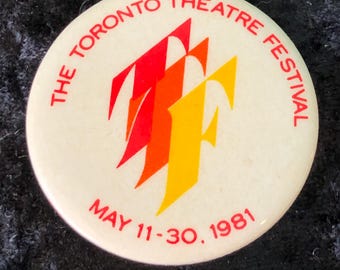 THE TORONTO THEATRE FESTIVAL
TTF
MAY 11-30, 1981